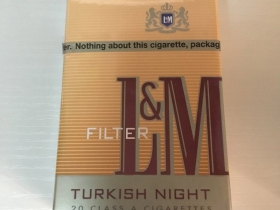 L&M
er. Nothing about this cigarette, packag
L&M
FILTER
TURKISH NIGHT
20 CLASS A CIGARETTES